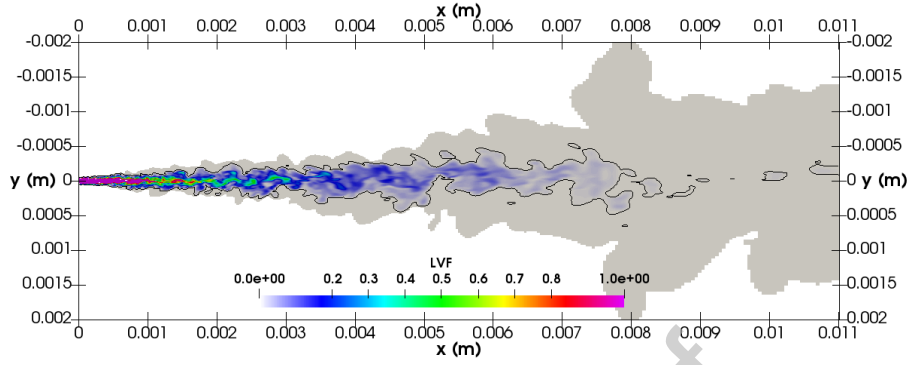 x (m)
0 0.001 0.002 0.003 0.004 0.005 0.006 0.007 0.008 0.009 0.01 0.011
-0.002 -0.002
-0.0015 -0.0015
-0.001 -0.001
-0.0005 -0.0005
y (m) 0 0 y (m)
0.0005 0.0005
0.001 0.001
LVF
0.0e+00 0.2 0.3 0.4 0.5 0.6 0.7 0.8 1.0e+00
0.0015 0.0015
0.002 0.002
0 0.001 0.002 0.003 0.004 0.005 0.006 0.007 0.008 0.009 0.01 0.011
x (m)
f